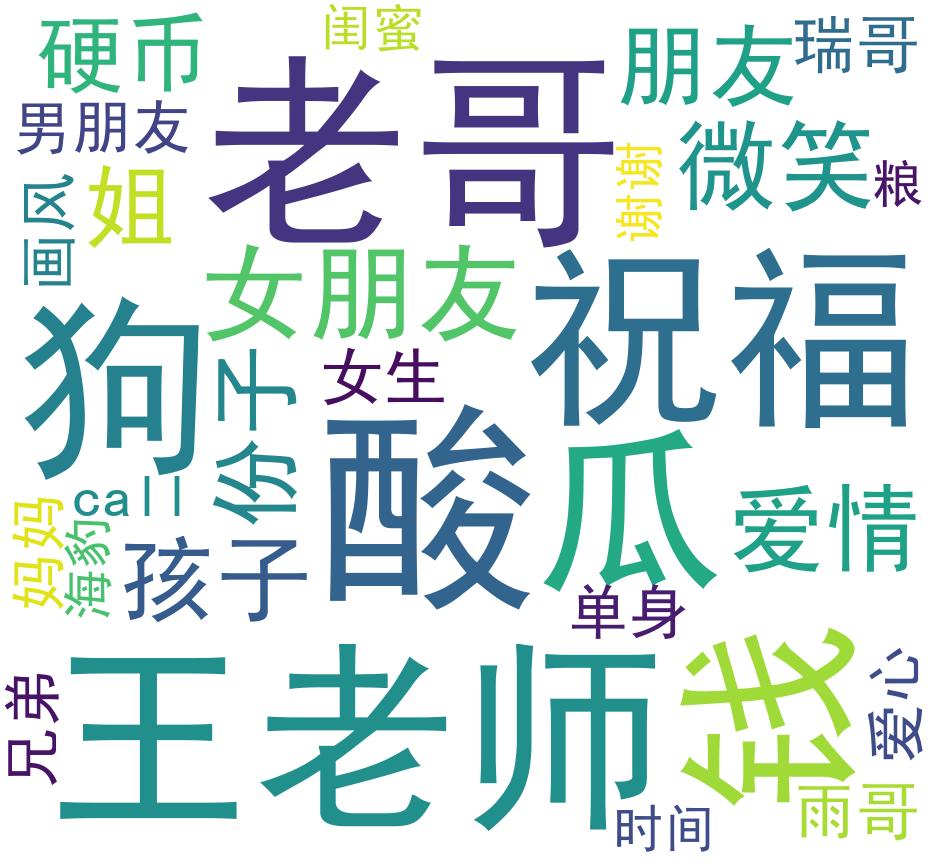 硬币
闺蜜
朋友
瑞哥
男朋友
老哥
微笑
谢谢
粮
画风
姐
女朋友
祝福
狗
份子
女生
酸
瓜
爱情
call
妈妈
海豹
孩子
单身
兄弟
王老师
钱
爱心
时间
雨哥